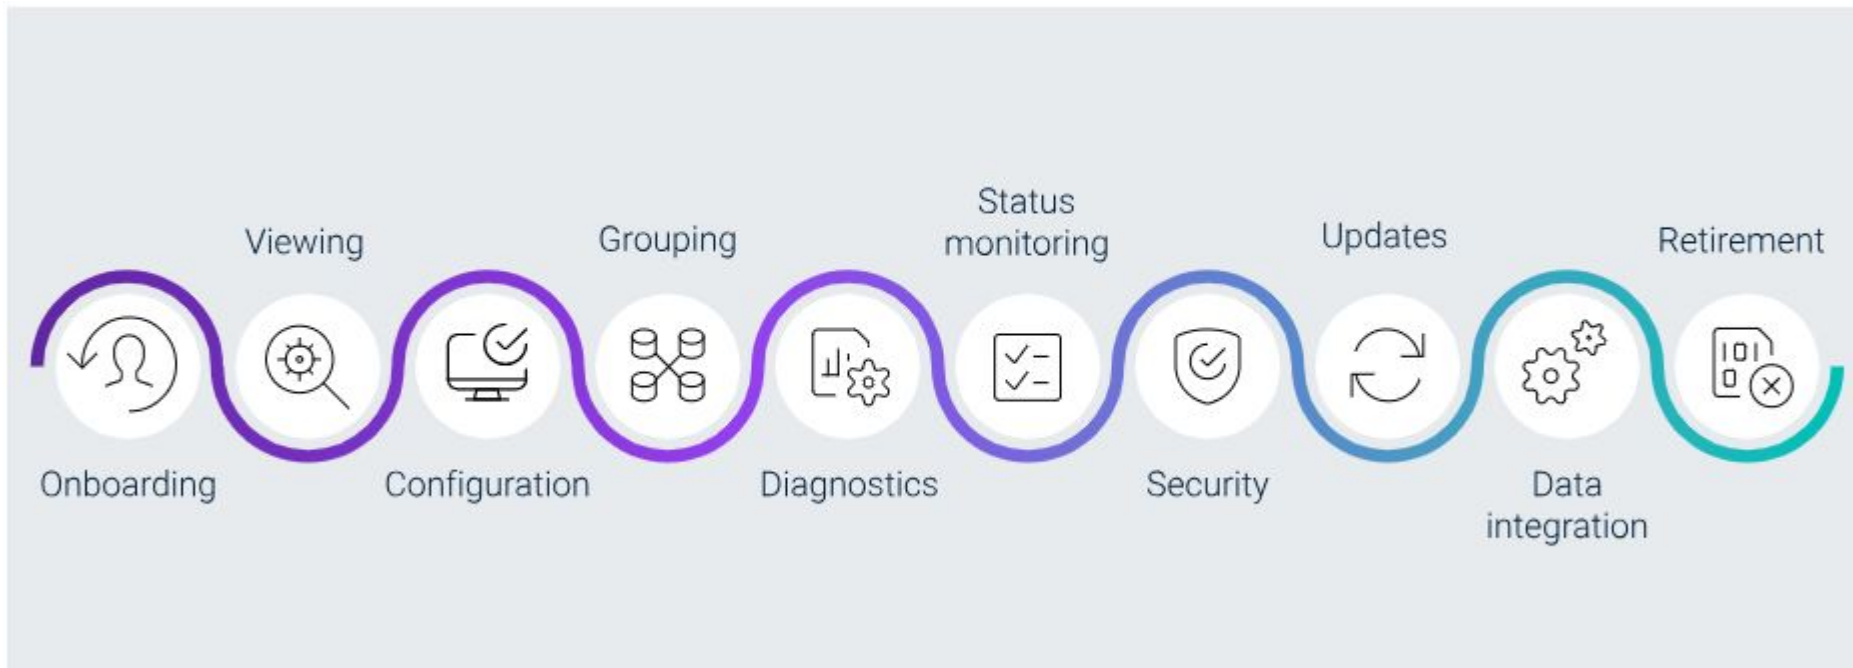 Onboarding
Viewing
Configuration
Grouping
Diagnostics
Status
monitoring
Security
Updates
Data
integration
Retirement